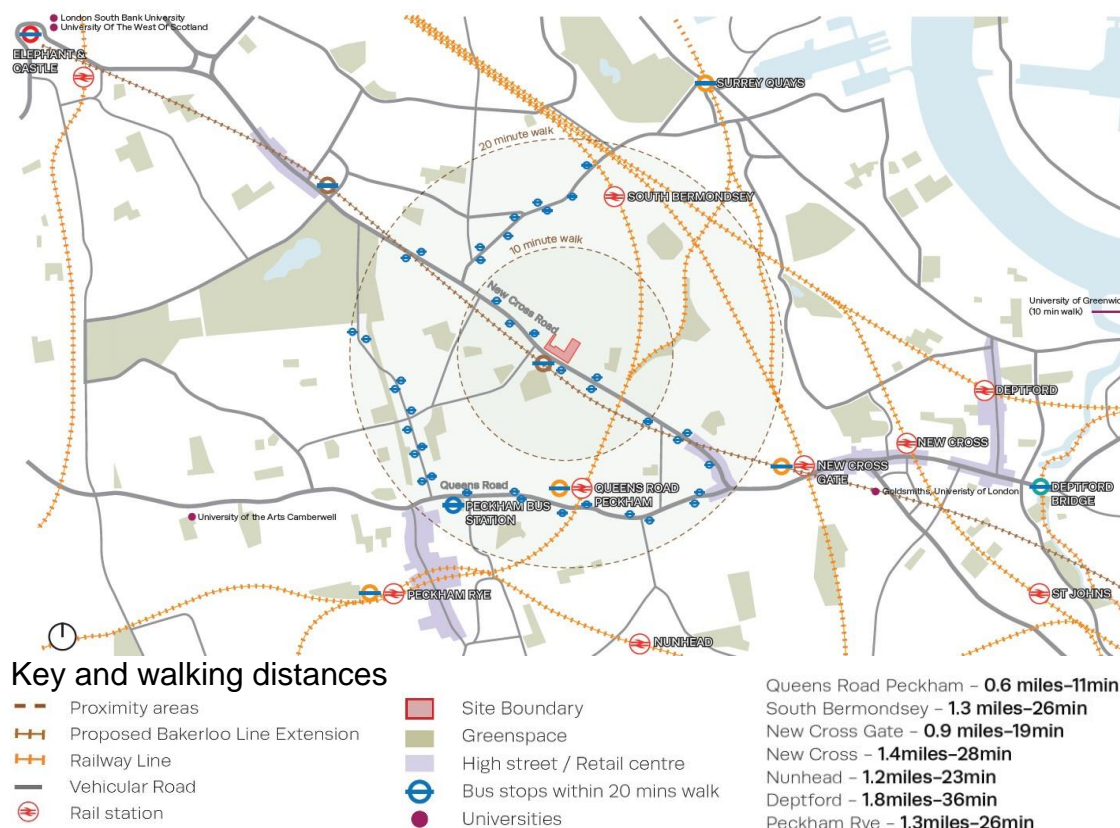 London South Bank University
University Of The West Of Scotland
ELEPHANT &
CASTLE
SURREY QUAYS
20 minute walk
SOUTH BERMONDSEY
10 minute walk
New Cross Road
University of Greenwic
(10 min walk)
DEPTFORD
NEW CROSS
NEW CROSS
GATE
Queens Road
QUEENS ROAD
PECKHAM
PECKHAM BUS
STATION
Goldsmiths, Univeristy of London
DEPTFORD
BRIDGE
University of the Arts Camberwell
PECKHAM RYE
ST JOHNS
NUNHEAD
Key and walking distances
Proximity areas
Proposed Bakerloo Line Extension
Railway Line
Vehicular Road
Rail station
Site Boundary
Greenspace
High street / Retail centre
Bus stops within 20 mins walk
Universities
Queens Road Peckham – 0.6 miles–11min
South Bermondsey – 1.3 miles–26min
New Cross Gate – 0.9 miles–19min
New Cross – 1.4miles–28min
Nunhead – 1.2miles–23min
Deptford – 1.8miles–36min
Peckham Rye – 1.3miles–26min